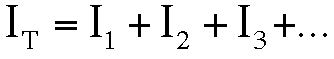 I_T = I_1 + I_2 + I_3 +...